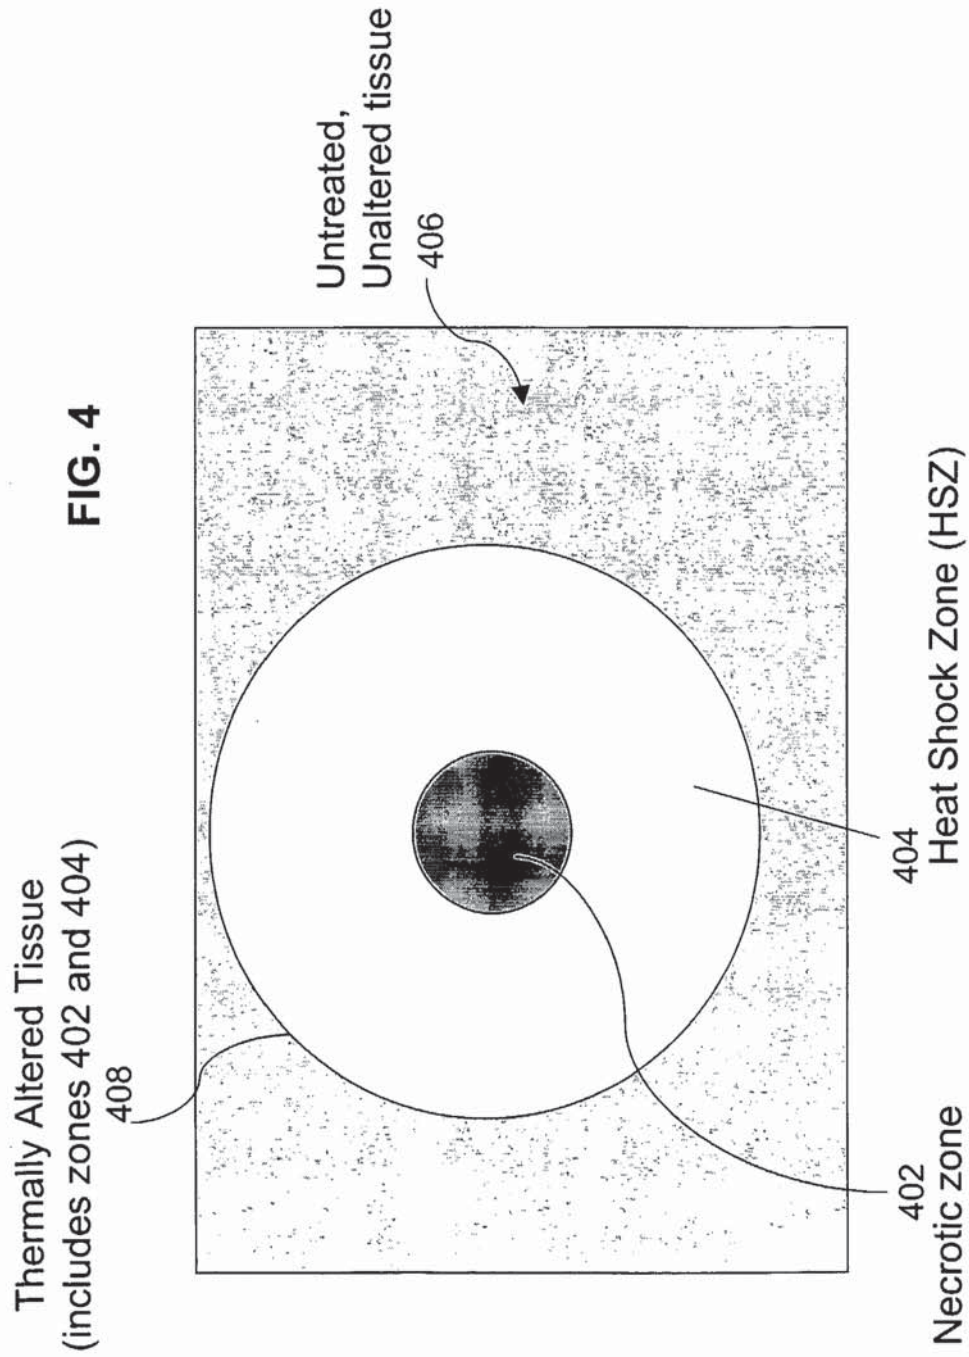 FIG. 4
Thermally Altered Tissue
(includes zones 402 and 404)
408
Untreated,
Unaltered tissue
406
402
Necrotic zone
404
Heat Shock Zone (HSZ)